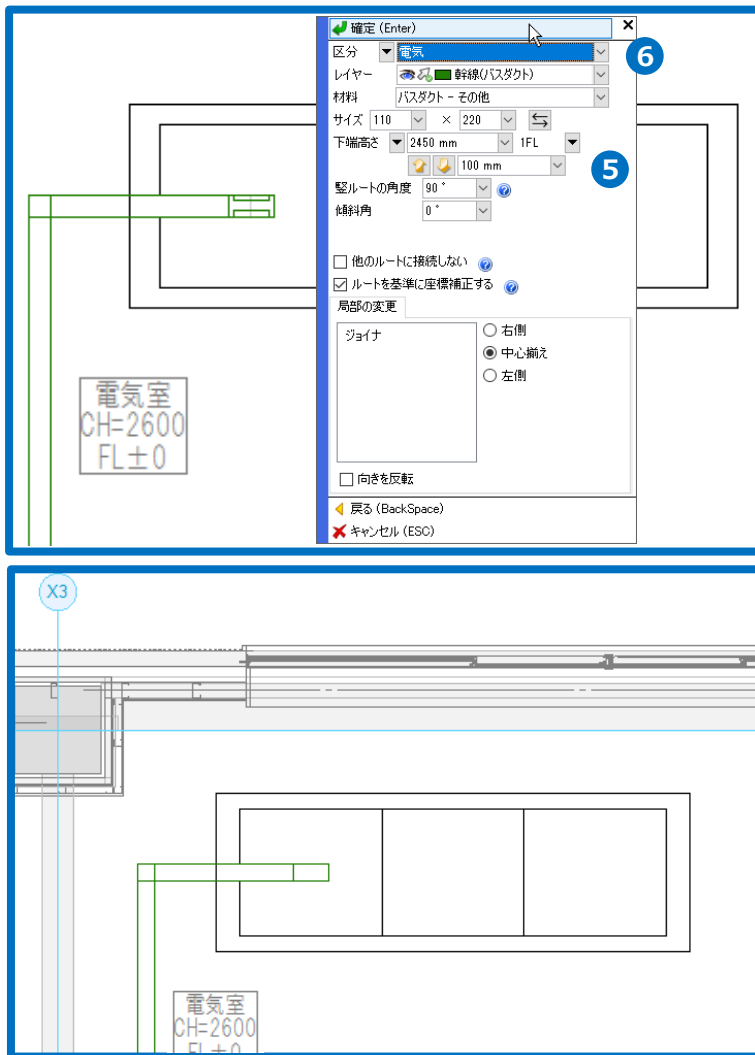 確定 (Enter)
×
区分 電気
6
レイヤー 幹線(バスダクト)
材料 バスダクト - その他
サイズ 110 × 220
下端高さ 2450 mm 1FL
100 mm
5
竪ルートの角度 90 °
傾斜角 0 °
他のルートに接続しない
ルートを基準に座標補正する
局部の変更
ジョイナ
右側
中心揃え
左側
向きを反転
戻る (BackSpace)
キャンセル (ESC)
電気室
CH=2600
FL±0
X3
電気室
CH=2600
FL±0